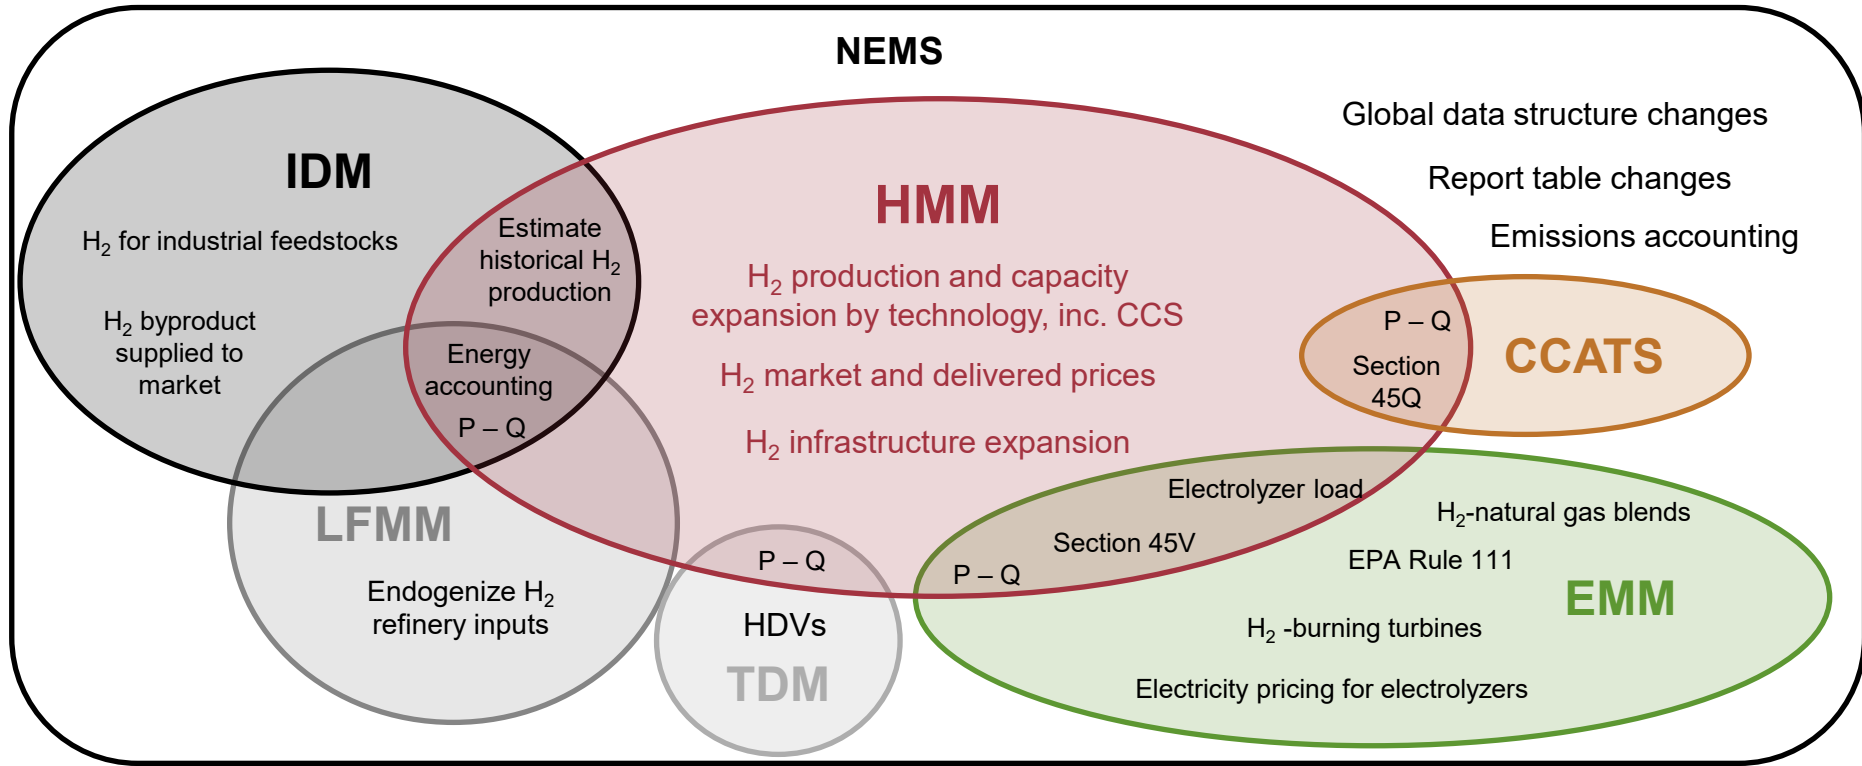 NEMS
Global data structure changes
Report table changes
Emissions accounting
IDM
H₂ for industrial feedstocks
H₂ byproduct
supplied to
market
Estimate
historical H₂
production
Energy
accounting
P – Q
LFMM
Endogenize H₂
refinery inputs
HMM
H₂ production and capacity
expansion by technology, inc. CCS
H₂ market and delivered prices
H₂ infrastructure expansion
P – Q
HDVs
TDM
P – Q
Section
45Q
CCATS
Electrolyzer load
Section 45V
P – Q
H₂-natural gas blends
EPA Rule 111
EMM
H₂ -burning turbines
Electricity pricing for electrolyzers